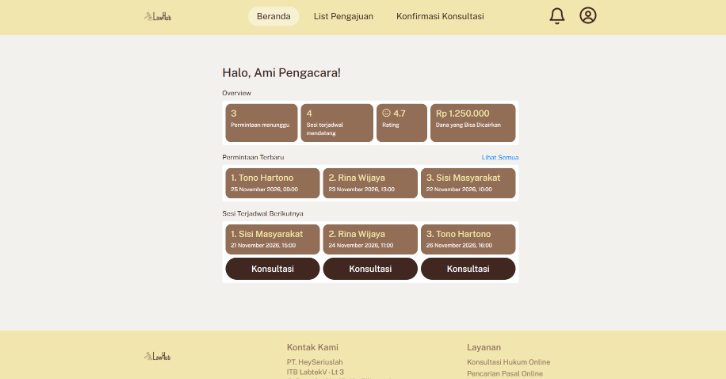 LawHub
Beranda
List Pengajuan
Konfirmasi Konsultasi
Halo, Ami Pengacara!
Overview
3
Permintaan menunggu
4
Sesi terjadwal
mendatang
4.7
Rating
Rp 1.250.000
Dana yang Bisa Dicairkan
Permintaan Terbaru
Lihat Semua
1. Tono Hartono
25 November 2026, 09:00
2. Rina Wijaya
23 November 2026, 13:00
3. Sisi Masyarakat
22 November 2026, 10:00
Sesi Terjadwal Berikutnya
1. Sisi Masyarakat
21 November 2026, 15:00
2. Rina Wijaya
24 November 2026, 11:00
3. Tono Hartono
26 November 2026, 16:00
Konsultasi
Konsultasi
Konsultasi
LawHub
Kontak Kami
PT. HeySeriuslah
ITB LabtekV - Lt 3
Layanan
Konsultasi Hukum Online
Pencarian Pasal Online